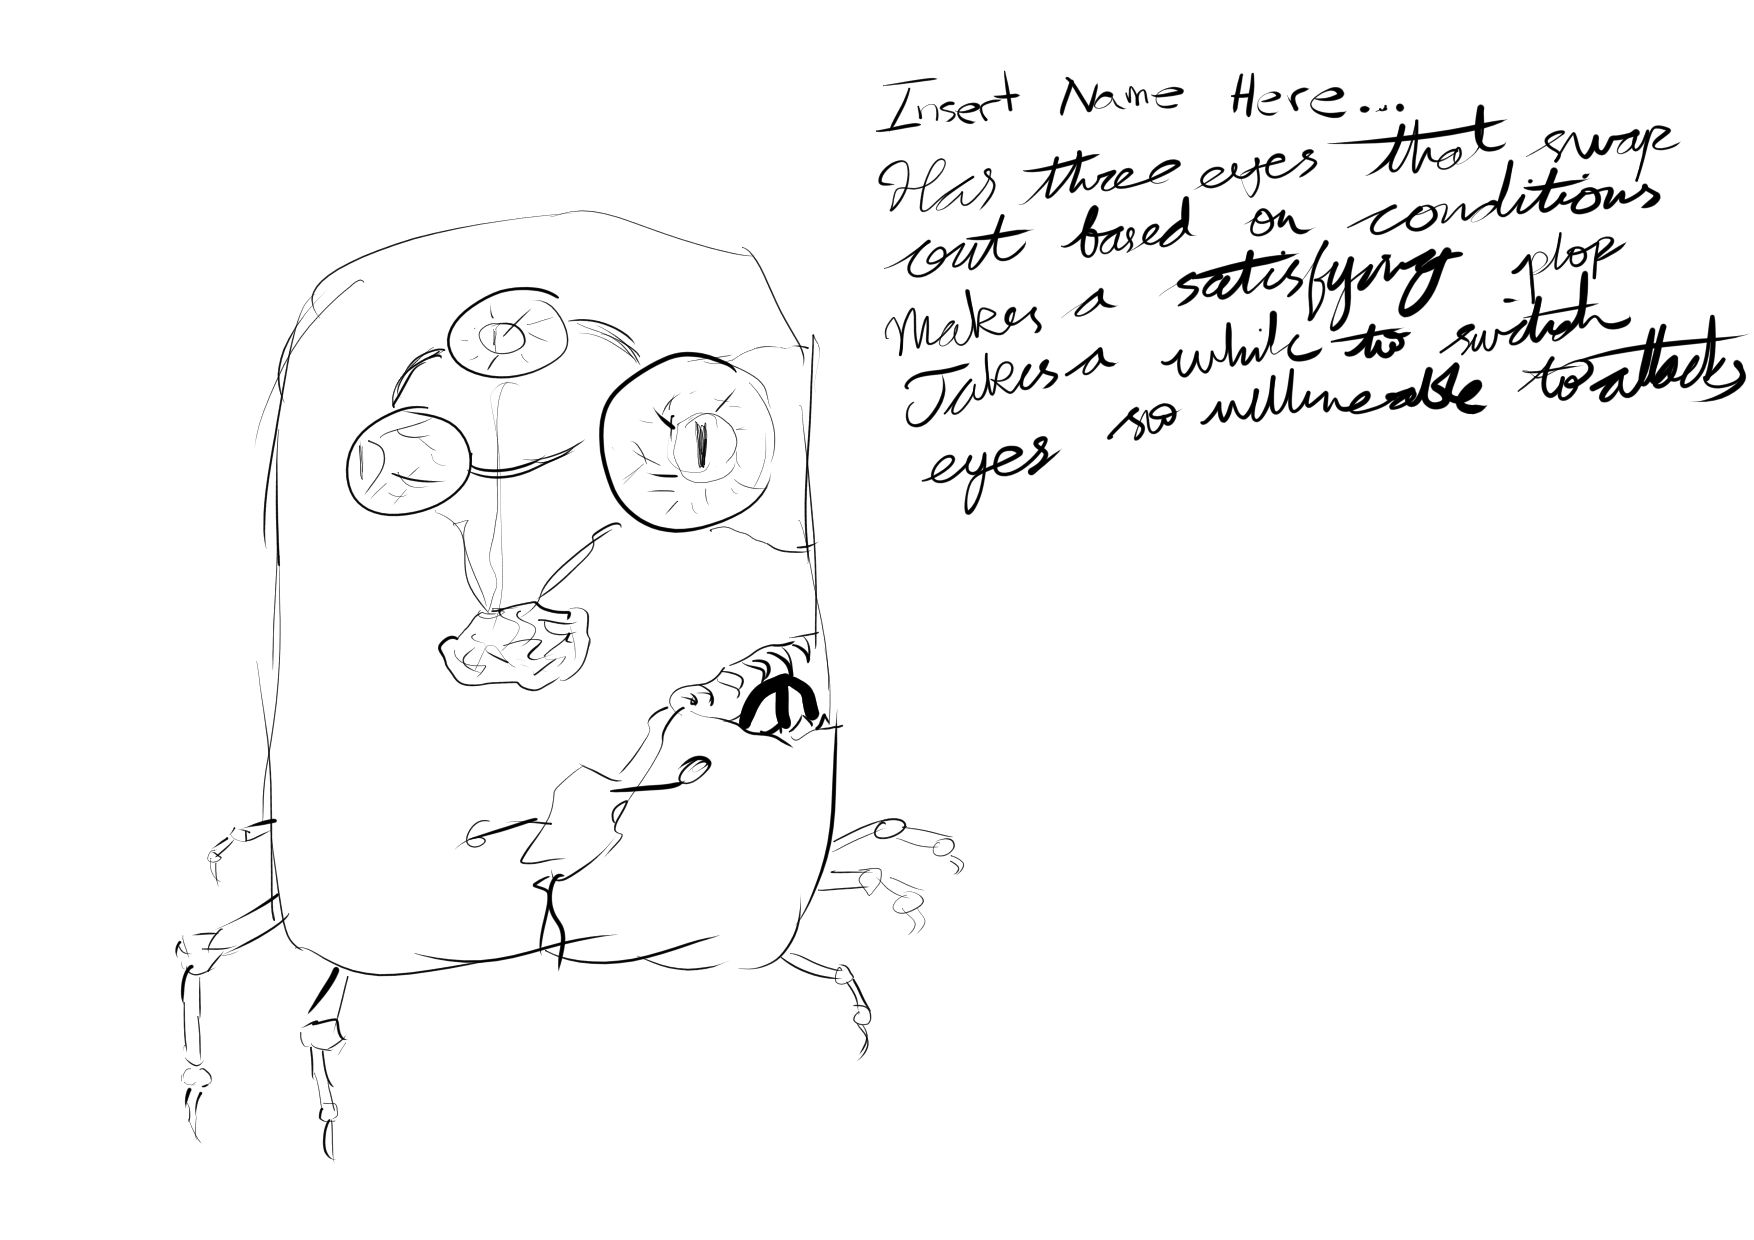 Insert Name Here...
Has three eyes that swap
out based on conditions
Makes a satisfying plop
Takes a while to switch
eyes so vulnerable to attack